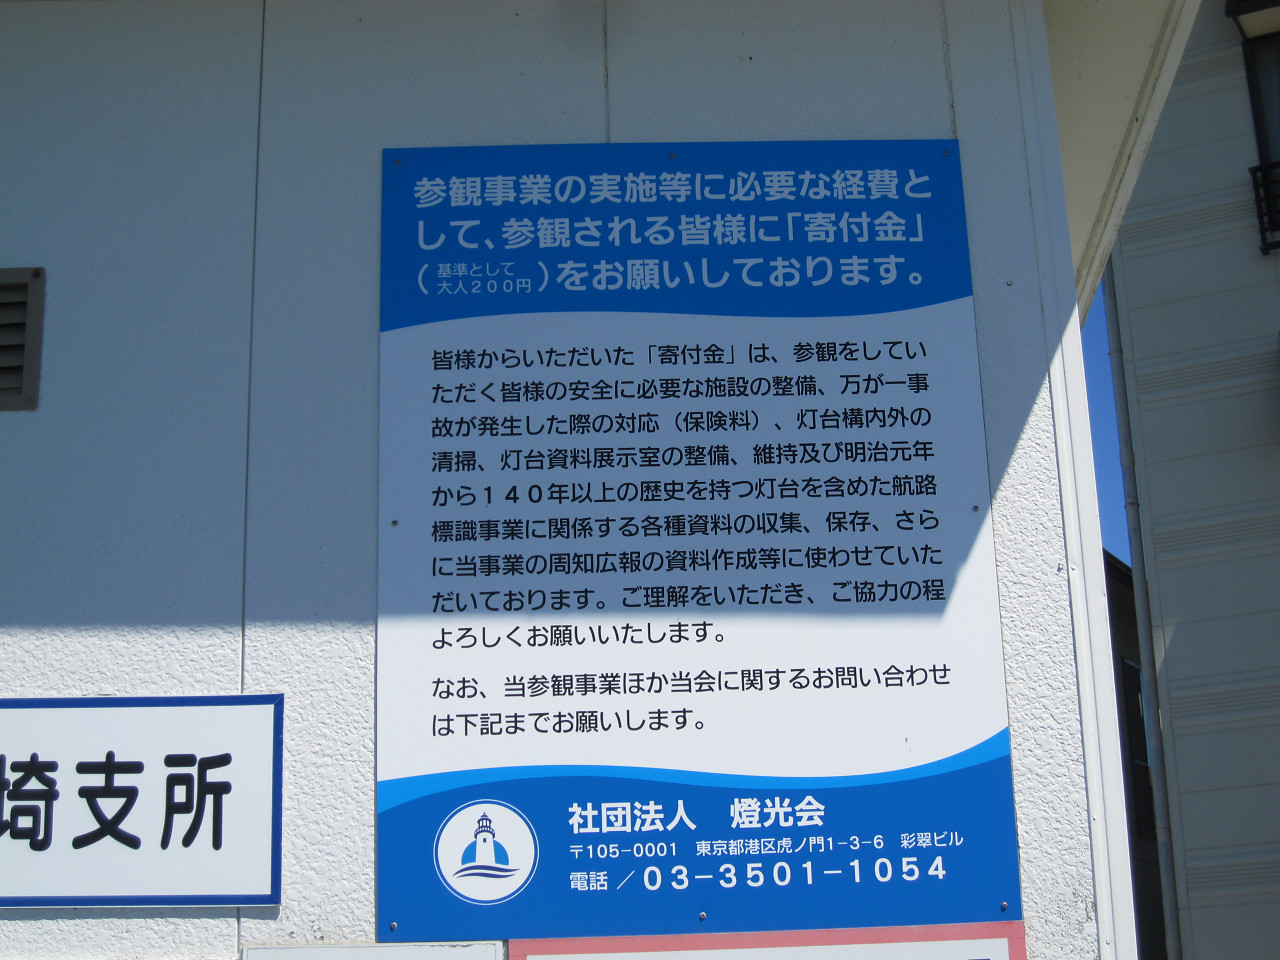 参観事業の実施等に必要な経費と
して、参観される皆様に「寄付金」
（基準として大人２００円）をお願いしております。
皆様からいただいた「寄付金」は、参観をしてい
ただく皆様の安全に必要な施設の整備、万が一事
故が発生した際の対応（保険料）、灯台構内外の
清掃、灯台資料展示室の整備、維持及び明治元年
から１４０年以上の歴史を持つ灯台を含めた航路
標識事業に関係する各種資料の収集、保存、さら
に当事業の周知広報の資料作成等に使わせていた
だいております。ご理解をいただき、ご協力の程
よろしくお願いいたします。
なお、当参観事業ほか当会に関するお問い合わせ
は下記までお願いします。
社団法人　燈光会
〒105-0001　東京都港区虎ノ門1-3-6　彩翠ビル
電話／03-3501-1054
埼支所